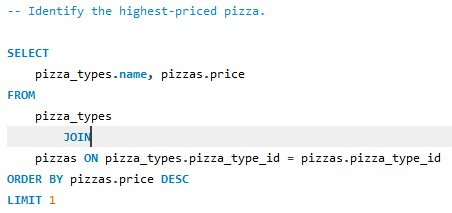 -- Identify the highest-priced pizza.
SELECT
pizza_types.name, pizzas.price
FROM
pizza_types
JOIN
pizzas ON pizza_types.pizza_type_id = pizzas.pizza_type_id
ORDER BY pizzas.price DESC
LIMIT 1